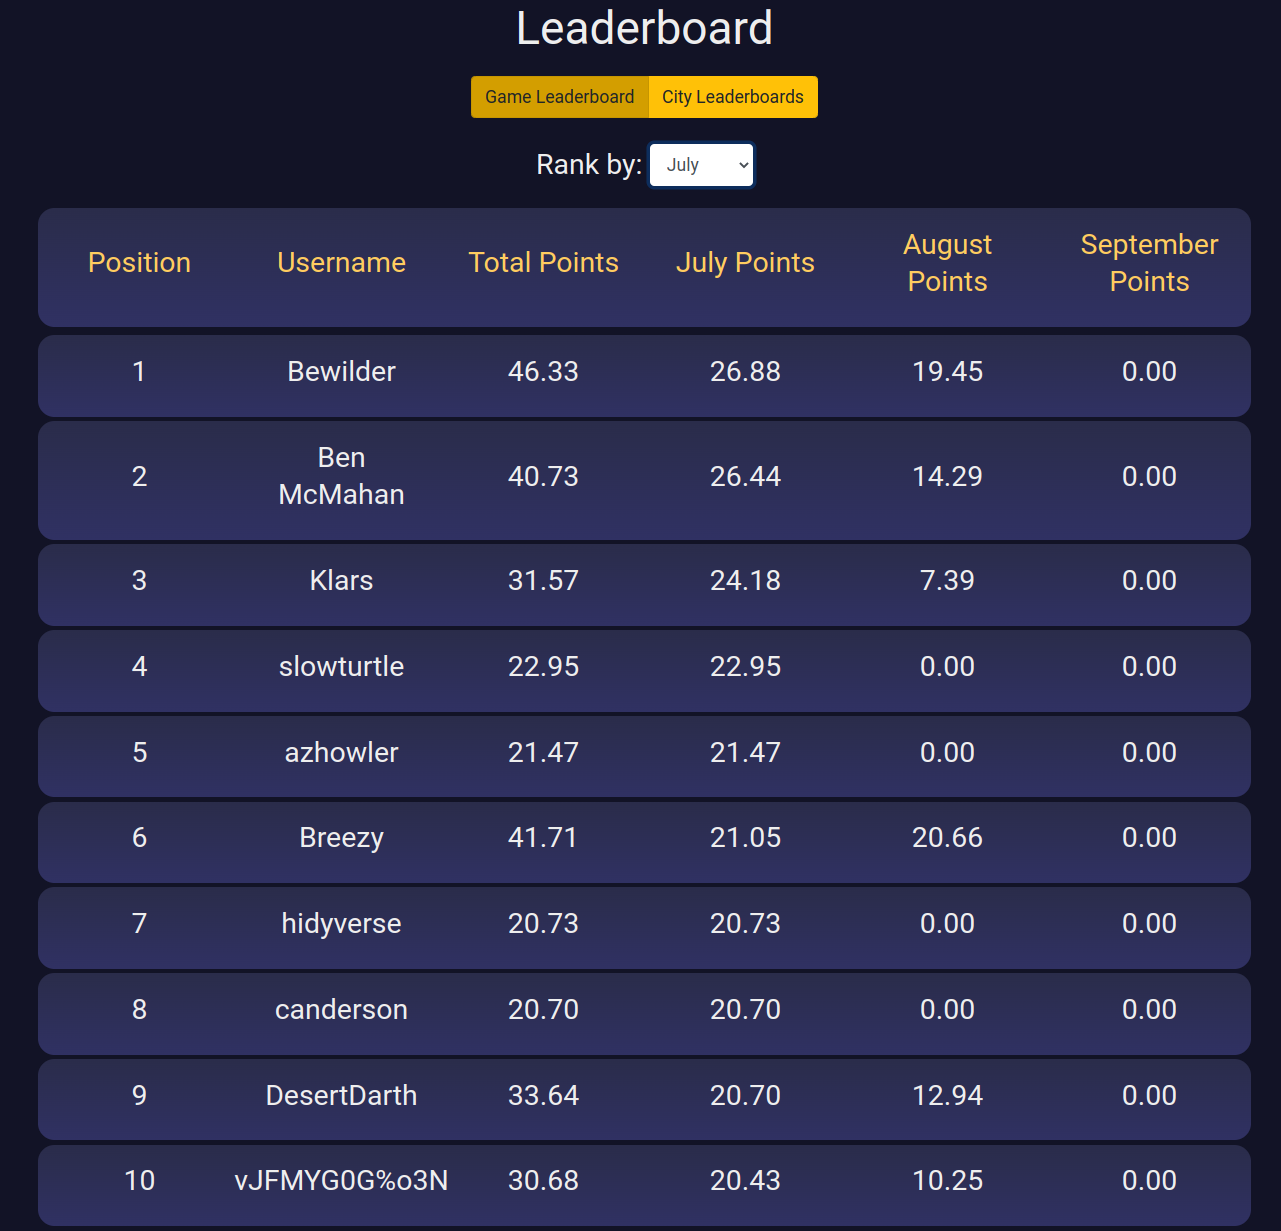 Leaderboard
Game Leaderboard City Leaderboards
Rank by: July
Position Username Total Points July Points August Points September Points
1 Bewilder 46.33 26.88 19.45 0.00
2 Ben McMahan 40.73 26.44 14.29 0.00
3 Klars 31.57 24.18 7.39 0.00
4 slowturtle 22.95 22.95 0.00 0.00
5 azhowler 21.47 21.47 0.00 0.00
6 Breezy 41.71 21.05 20.66 0.00
7 hidyverse 20.73 20.73 0.00 0.00
8 canderson 20.70 20.70 0.00 0.00
9 DesertDarth 33.64 20.70 12.94 0.00
10 vJFMYG0G%o3N 30.68 20.43 10.25 0.00